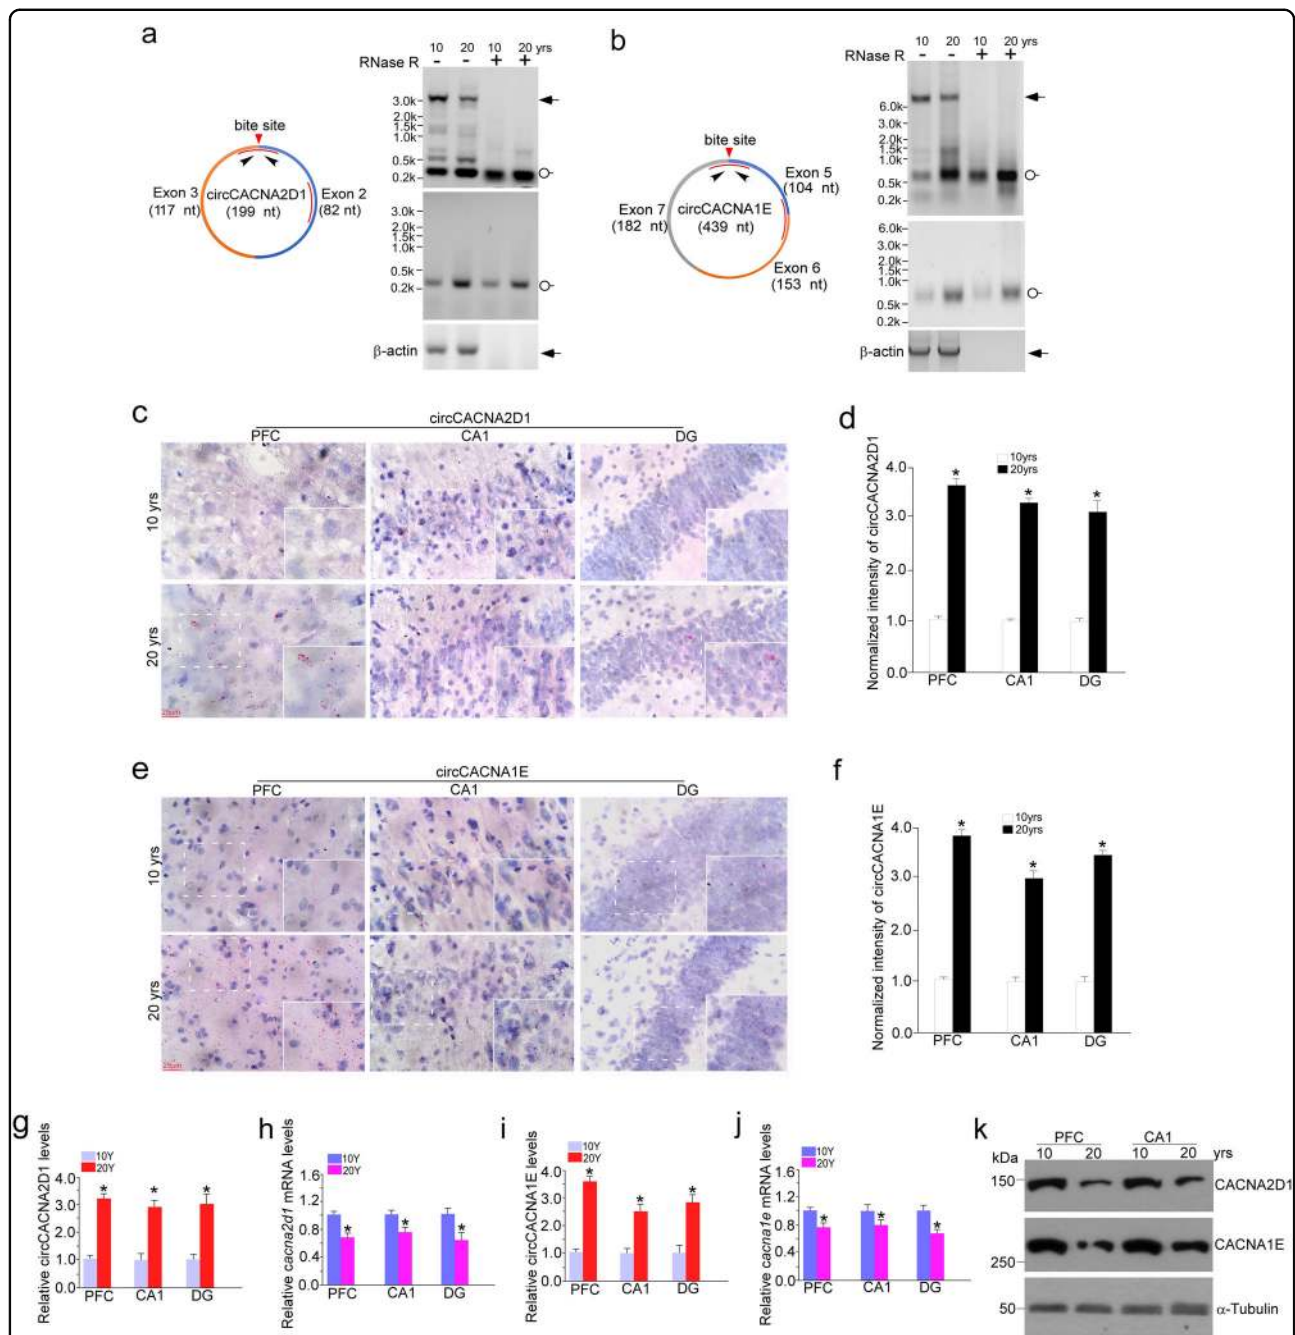 a
10 20 10 20 yrs
RNase R - - + +
3.0k
2.0k
1.5k
1.0k
0.5k
0.2k
bite site
Exon 3
(117 nt)
circCACNA2D1
(199 nt)
Exon 2
(82 nt)
3.0k
2.0k
1.5k
1.0k
0.5k
0.2k
β-actin
b
10 20 10 20 yrs
RNase R - - + +
6.0k
3.0k
2.0k
1.5k
1.0k
0.5k
0.2k
bite site
Exon 5
(104 nt)
Exon 7
(182 nt)
circCACNA1E
(439 nt)
Exon 6
(153 nt)
6.0k
3.0k
2.0k
1.5k
1.0k
0.5k
0.2k
β-actin
c
circCACNA2D1
PFC CA1 DG
10 yrs
20 yrs
25μm
d
Normalized intensity of circCACNA2D1
10yrs
20yrs
4.0
3.0
2.0
1.0
0.0
* * *
PFC CA1 DG
e
circCACNA1E
PFC CA1 DG
10 yrs
20 yrs
25μm
f
Normalized intensity of circCACNA1E
10yrs
20yrs
4.0
3.0
2.0
1.0
0.0
* * *
PFC CA1 DG
g
Relative circCACNA2D1 levels
10Y
20Y
4.0
3.0
2.0
1.0
0.0
* * *
PFC CA1 DG
h
Relative cacna2d1 mRNA levels
10Y
20Y
1.6
1.2
0.8
0.4
0.0
* * *
PFC CA1 DG
i
Relative circCACNA1E levels
10Y
20Y
4.0
3.0
2.0
1.0
0.0
* * *
PFC CA1 DG
j
Relative cacna1e mRNA levels
10Y
20Y
1.6
1.2
0.8
0.4
0.0
* * *
PFC CA1 DG
k
PFC CA1
kDa 10 20 10 20 yrs
150 CACNA2D1
CACNA1E
250
50 α-Tubulin